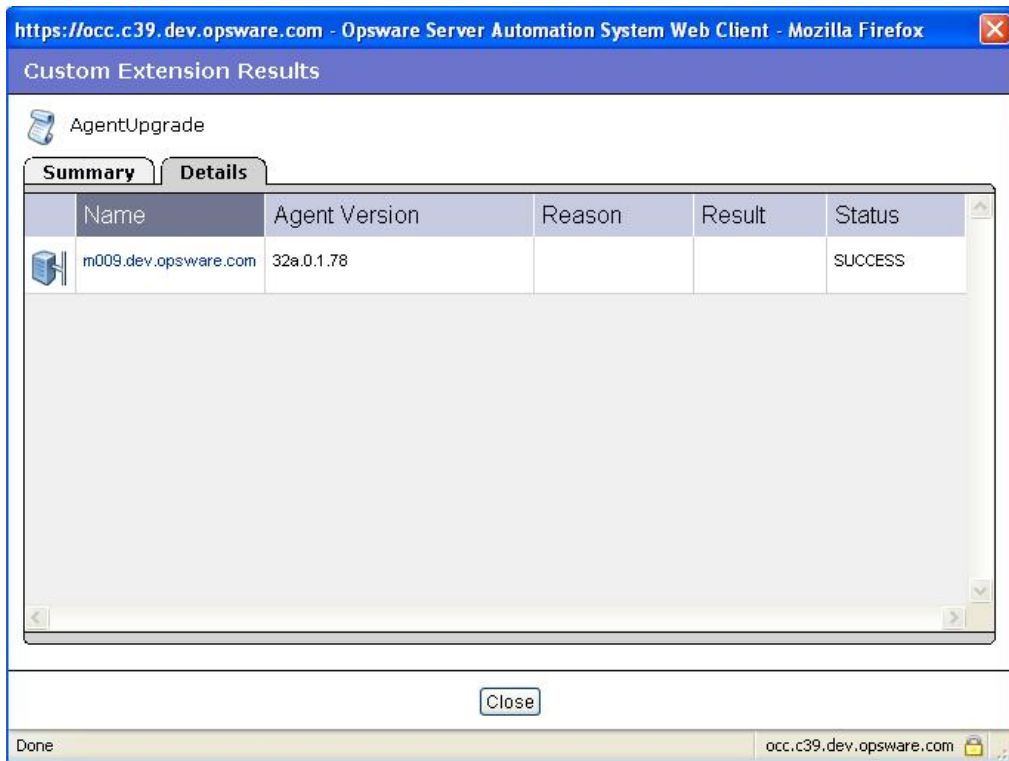 https://occ.c39.dev.opsware.com - Opsware Server Automation System Web Client - Mozilla Firefox
Custom Extension Results
AgentUpgrade
Summary Details
Name Agent Version Reason Result Status
m009.dev.opsware.com 32a.0.1.78 SUCCESS
Close
Done occ.c39.dev.opsware.com